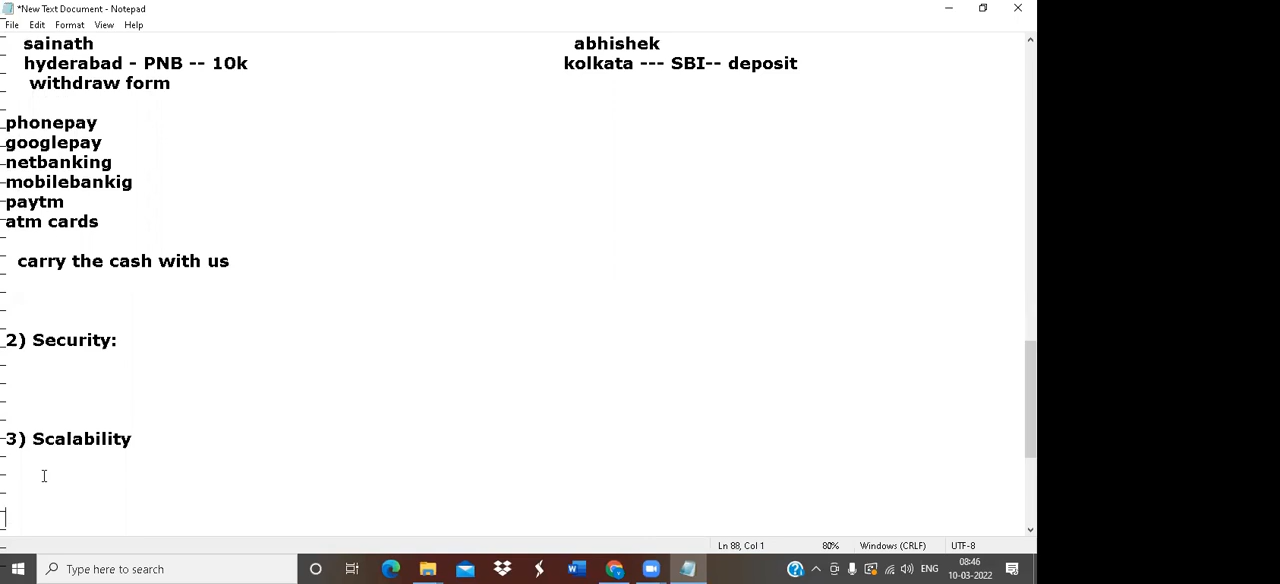 *New Text Document - Notepad
File Edit Format View Help
sainath abhishek
hyderabad - PNB -- 10k kolkata --- SBI-- deposit
withdraw form
phonepay
googlepay
netbanking
mobilebankig
paytm
atm cards
carry the cash with us
2) Security:
3) Scalability
Ln 88, Col 1 80% Windows (CRLF) UTF-8
Type here to search ENG 08:46
10-03-2022